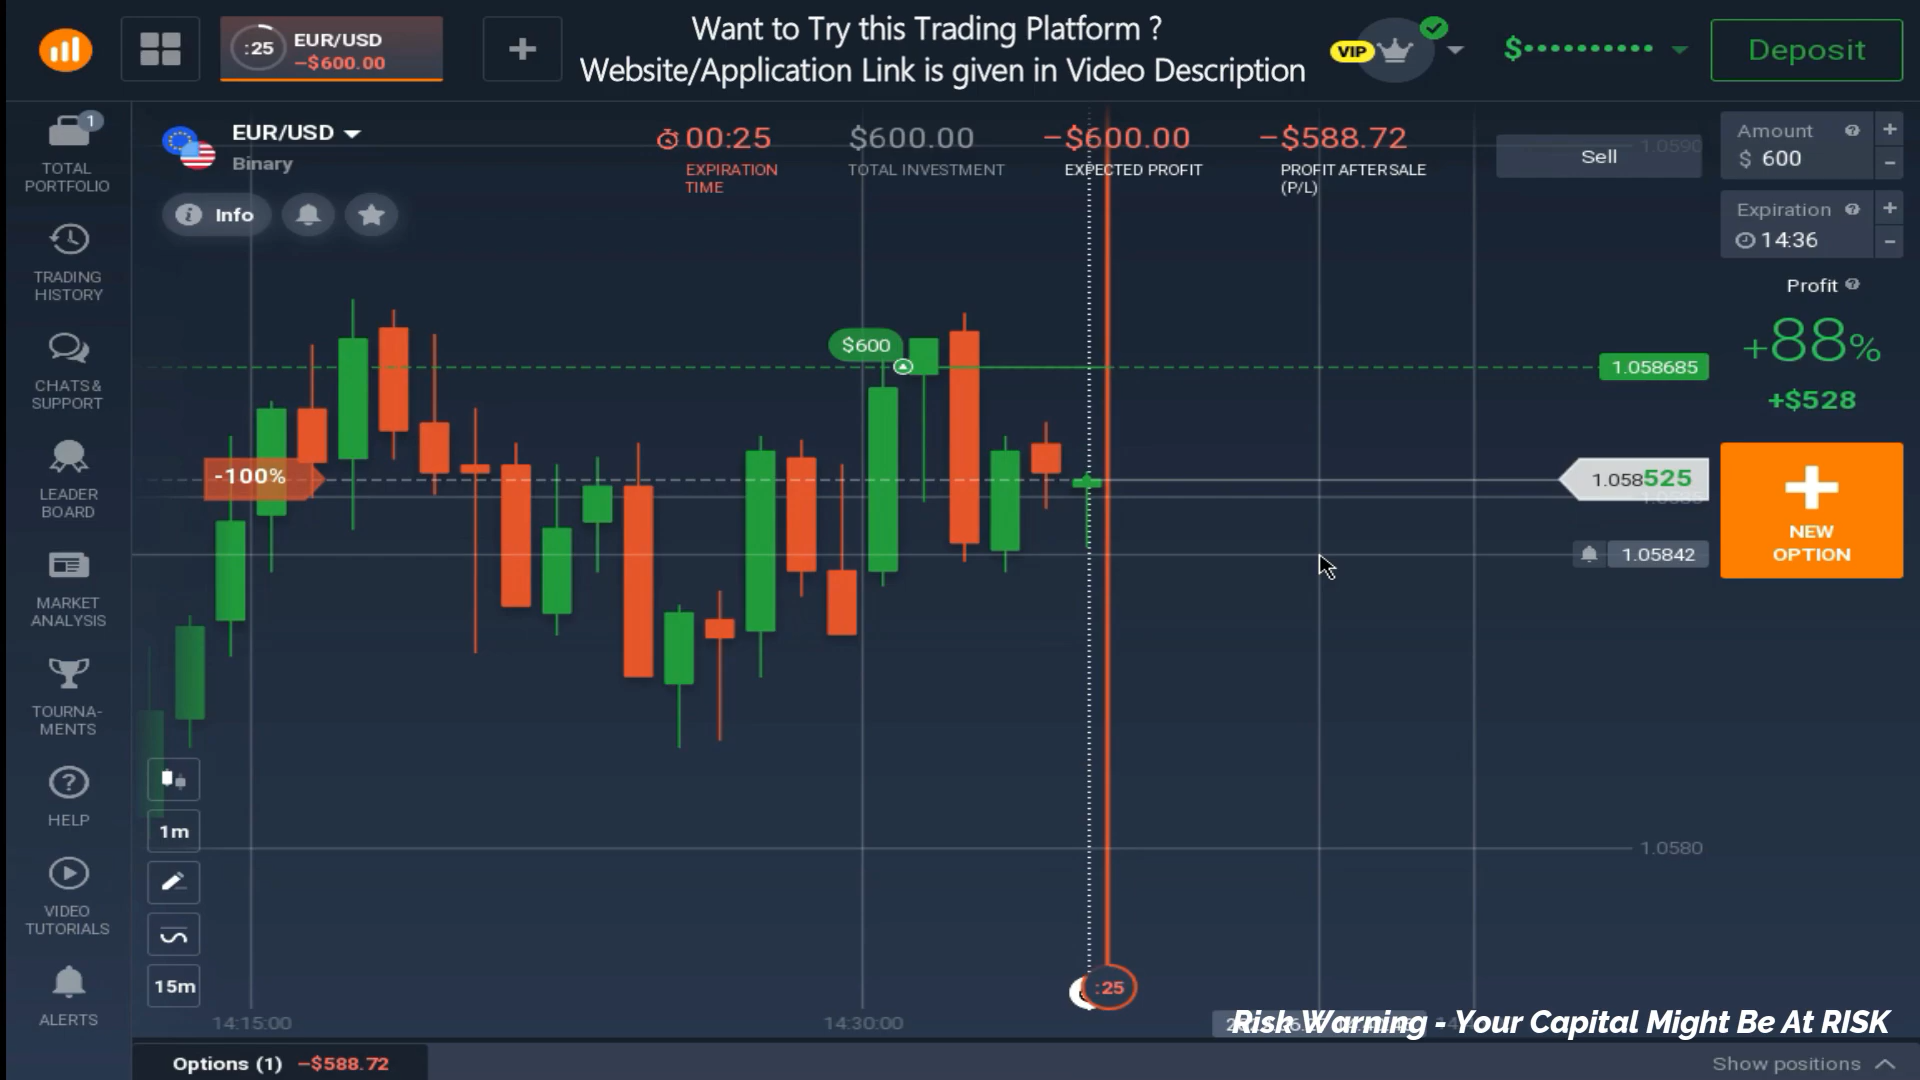 Want to Try this Trading Platform ?
Website/Application Link is given in Video Description
:25
EUR/USD
–$600.00
VIP
$
Deposit
1
TOTAL
PORTFOLIO
TRADING
HISTORY
CHATS &
SUPPORT
LEADER
BOARD
MARKET
ANALYSIS
TOURNA-
MENTS
HELP
VIDEO
TUTORIALS
ALERTS
EUR/USD
Binary
Info
00:25
EXPIRATION
TIME
$600.00
TOTAL INVESTMENT
–$600.00
EXPECTED PROFIT
–$588.72
PROFIT AFTER SALE
(P/L)
Sell
1.0590
Amount
$ 600
+
-
Expiration
14:36
+
-
Profit
+88%
+$528
NEW
OPTION
$600
1.058685
-100%
1.058525
1.05842
1.0580
1m
15m
:25
14:15:00
14:30:00
Risk Warning - Your Capital Might Be At RISK
Options (1) –$588.72
Show positions